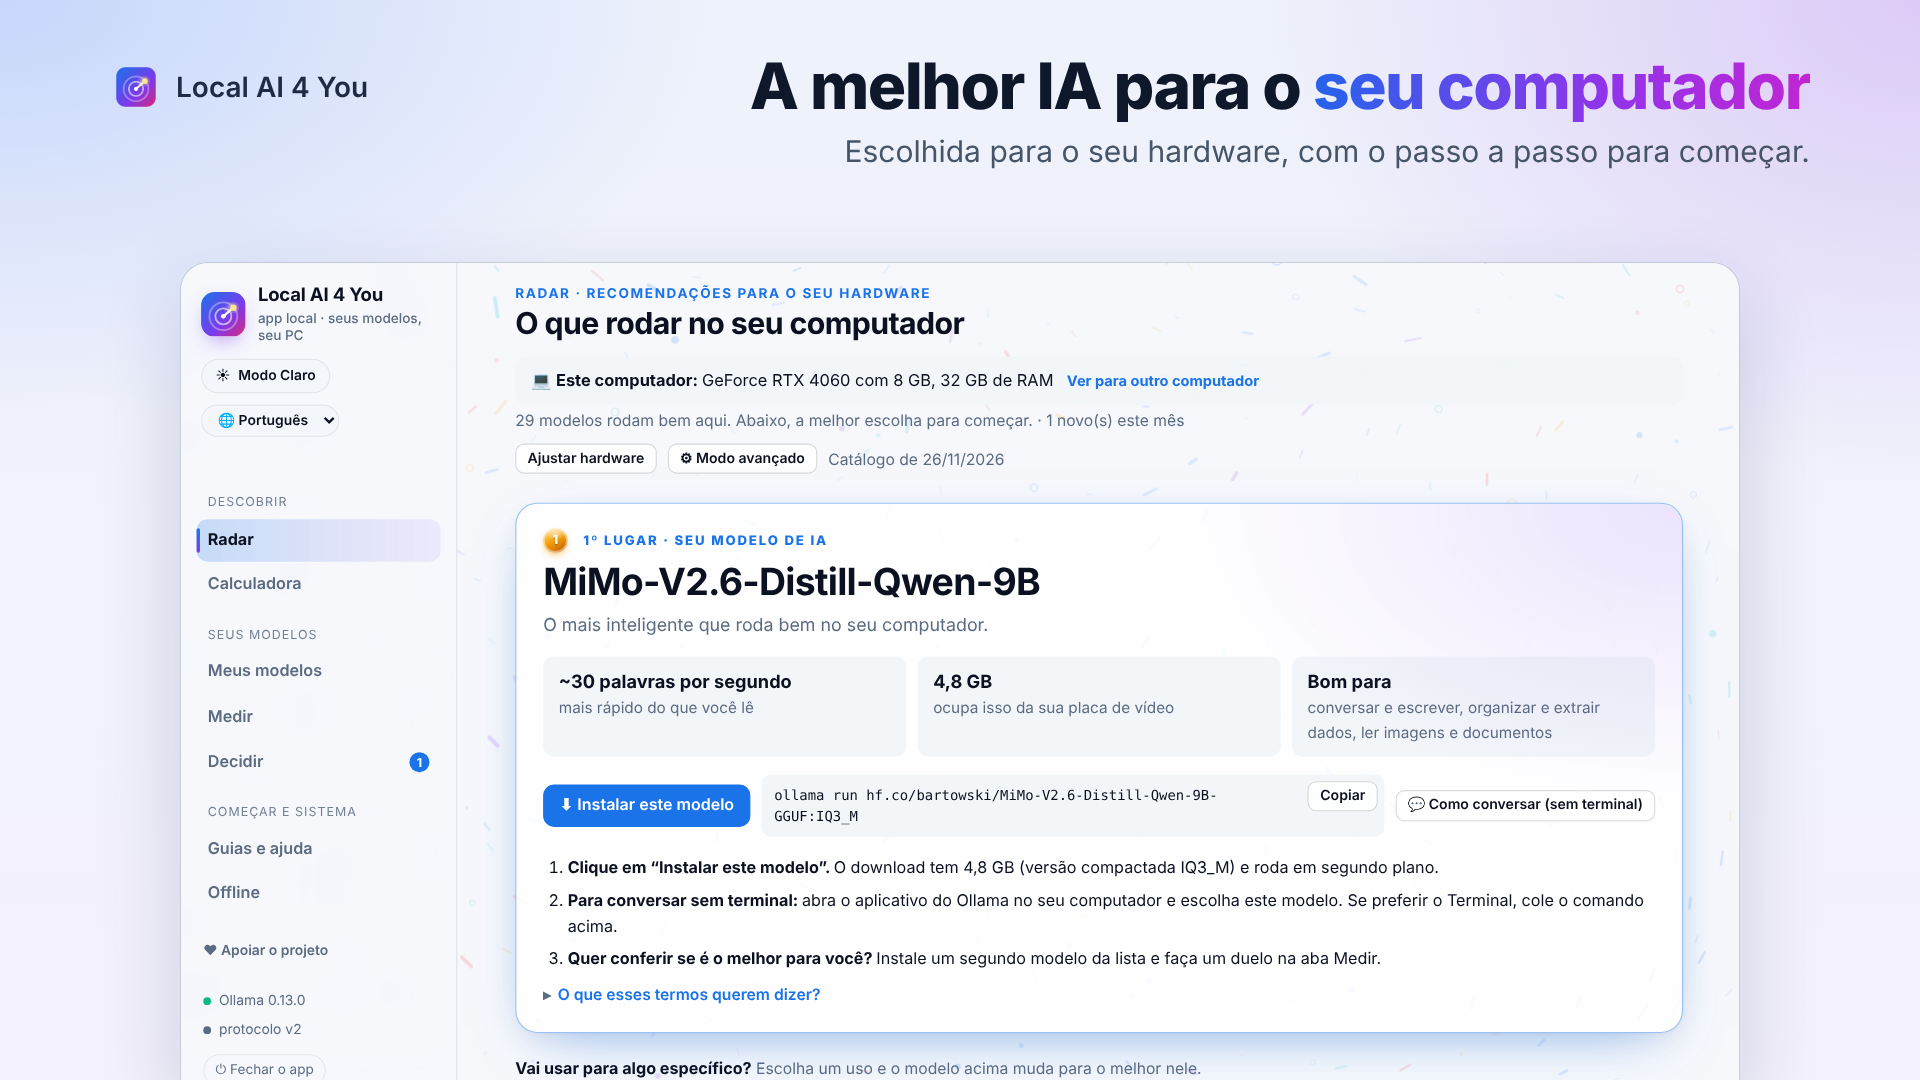 Local AI 4 You
A melhor IA para o seu computador
Escolhida para o seu hardware, com o passo a passo para começar.
Local AI 4 You
app local · seus modelos,
seu PC
☀ Modo Claro
🌐 Português
DESCOBRIR
Radar
Calculadora
SEUS MODELOS
Meus modelos
Medir
Decidir 1
COMEÇAR E SISTEMA
Guias e ajuda
Offline
♥ Apoiar o projeto
Ollama 0.13.0
protocolo v2
⏻ Fechar o app
RADAR · RECOMENDAÇÕES PARA O SEU HARDWARE
O que rodar no seu computador
💻 Este computador: GeForce RTX 4060 com 8 GB, 32 GB de RAM Ver para outro computador
29 modelos rodam bem aqui. Abaixo, a melhor escolha para começar. · 1 novo(s) este mês
Ajustar hardware ⚙ Modo avançado Catálogo de 26/11/2026
1 1º LUGAR · SEU MODELO DE IA
MiMo-V2.6-Distill-Qwen-9B
O mais inteligente que roda bem no seu computador.
~30 palavras por segundo
mais rápido do que você lê
4,8 GB
ocupa isso da sua placa de vídeo
Bom para
conversar e escrever, organizar e extrair
dados, ler imagens e documentos
⬇ Instalar este modelo
ollama run hf.co/bartowski/MiMo-V2.6-Distill-Qwen-9B-
GGUF:IQ3_M
Copiar
💬 Como conversar (sem terminal)
1. Clique em “Instalar este modelo”. O download tem 4,8 GB (versão compactada IQ3_M) e roda em segundo plano.
2. Para conversar sem terminal: abra o aplicativo do Ollama no seu computador e escolha este modelo. Se preferir o Terminal, cole o comando
acima.
3. Quer conferir se é o melhor para você? Instale um segundo modelo da lista e faça um duelo na aba Medir.
▶ O que esses termos querem dizer?
Vai usar para algo específico? Escolha um uso e o modelo acima muda para o melhor nele.